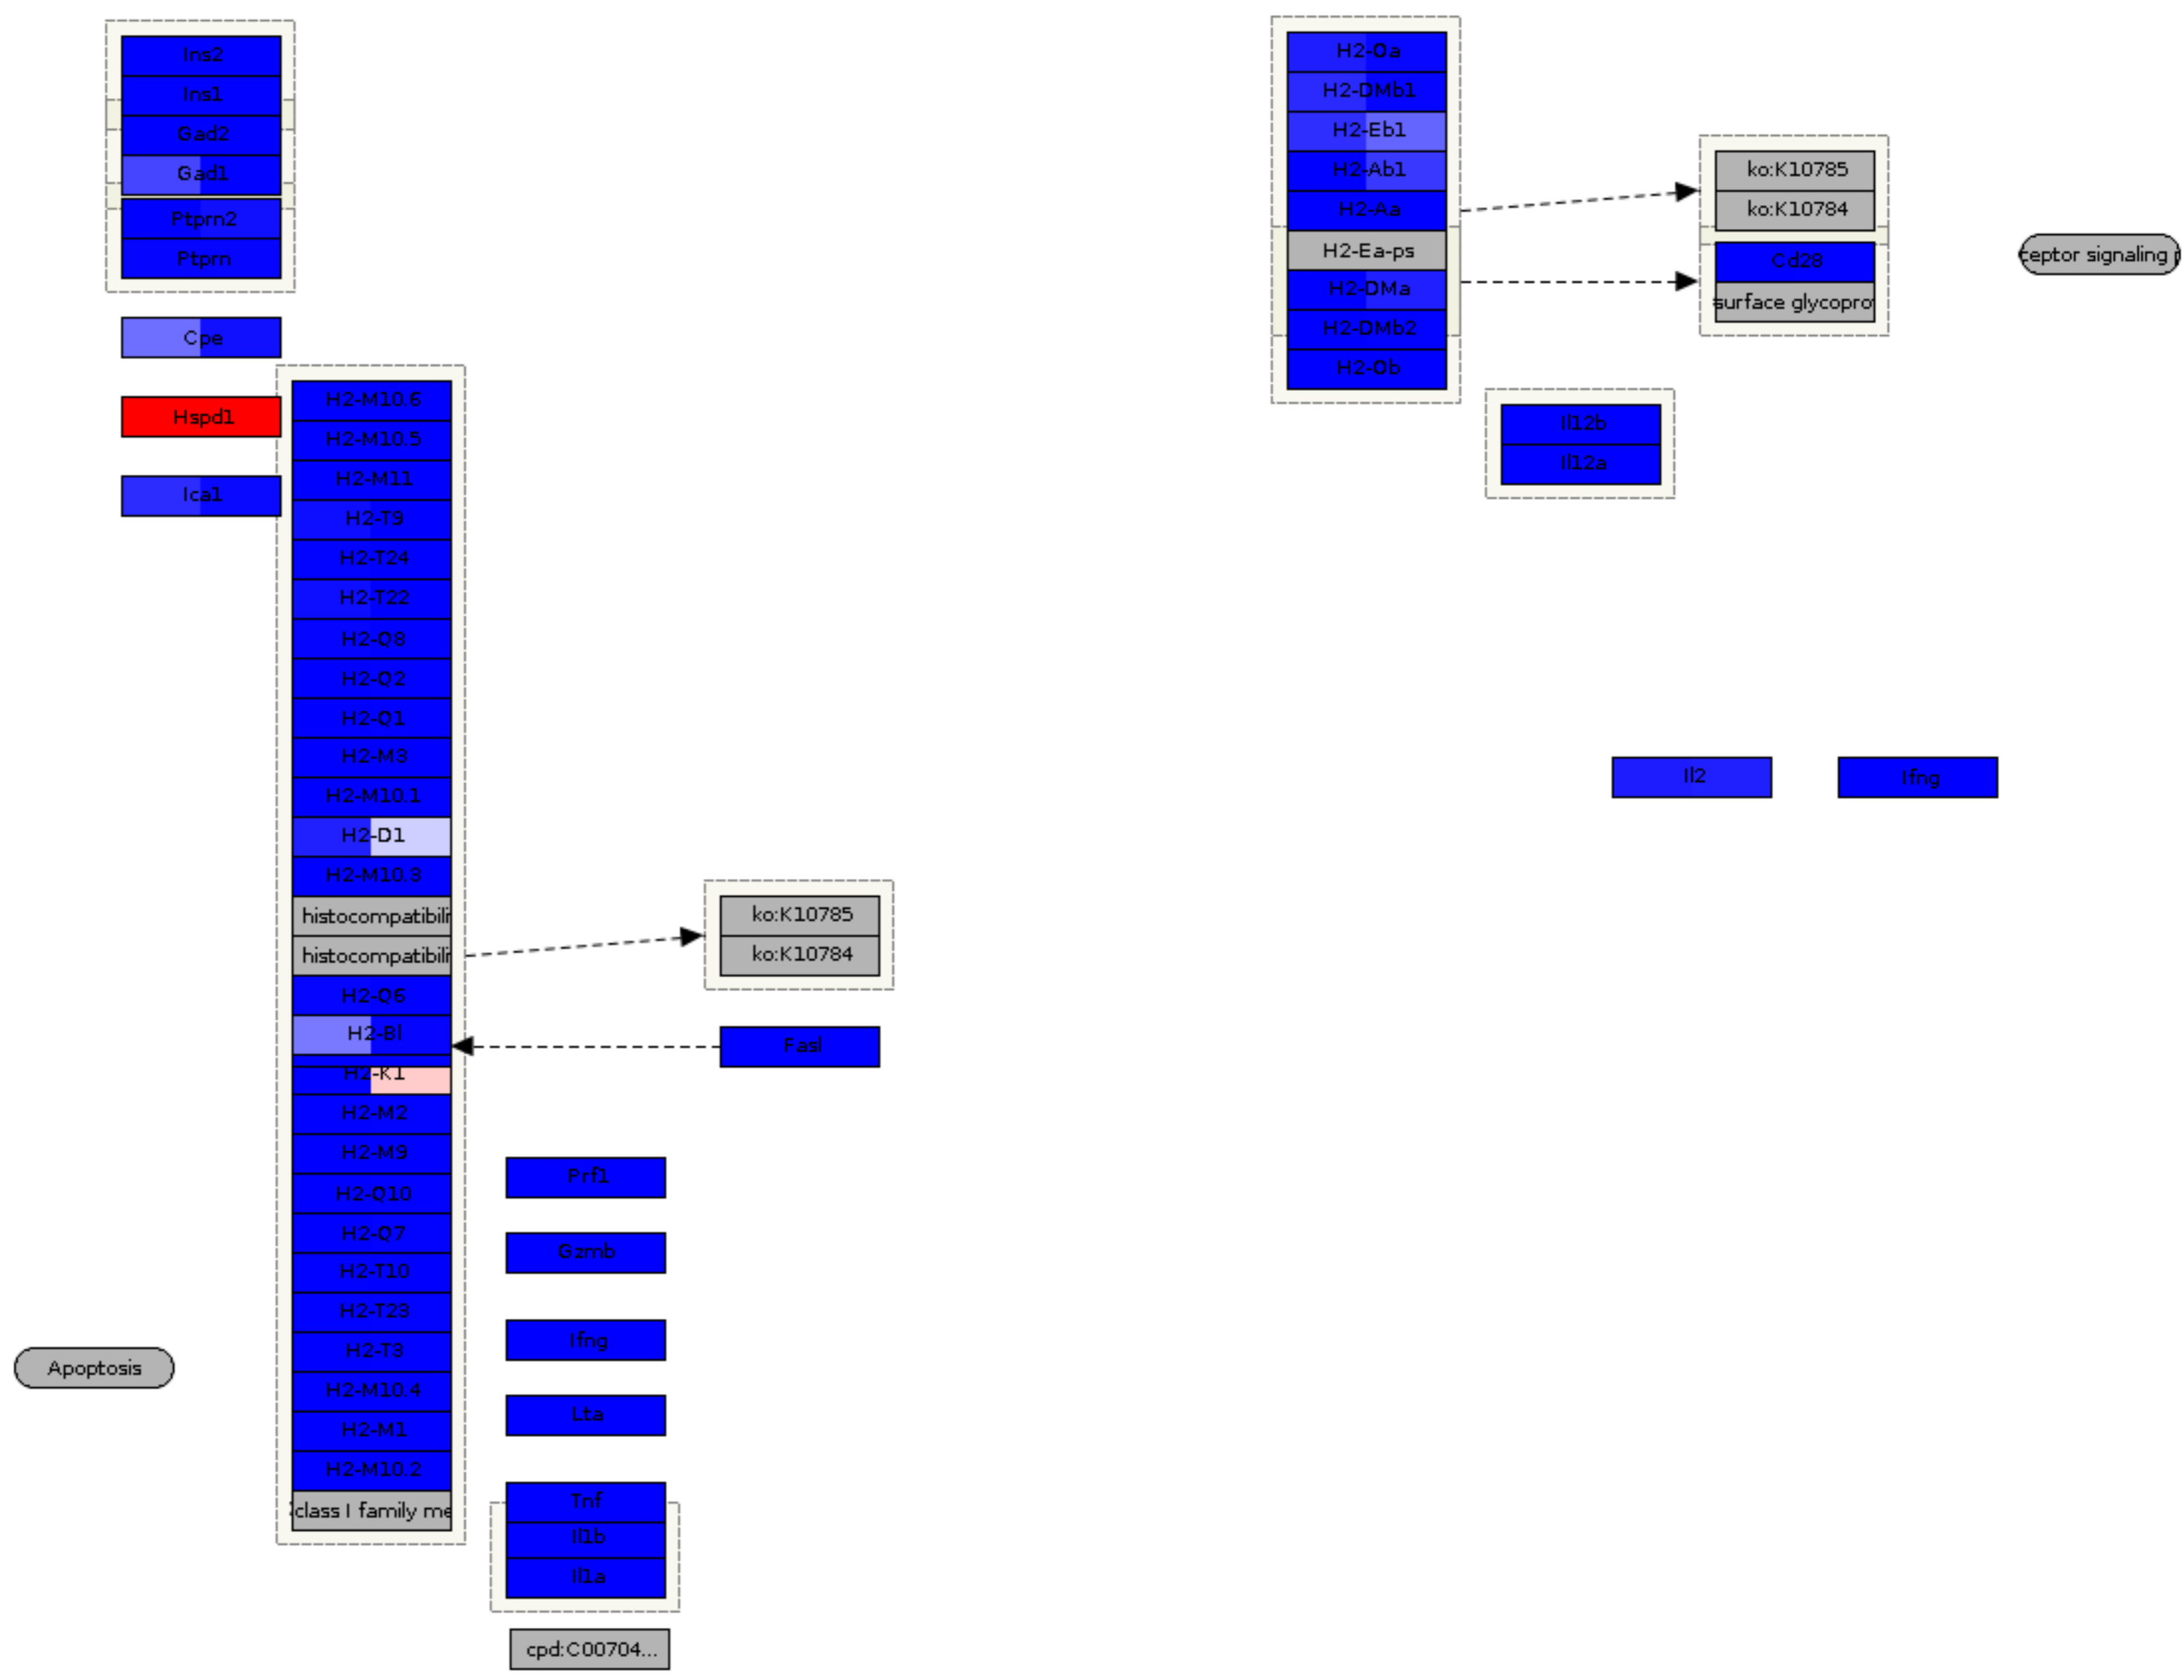 Ins2
Ins1
Gad2
Gad1
Ptprn2
Ptprn
Cpe
Hspd1
Ica1
H2-M10.6
H2-M10.5
H2-M11
H2-T9
H2-T24
H2-T22
H2-Q8
H2-Q2
H2-Q1
H2-M3
H2-M10.1
H2-D1
H2-M10.3
histocompatibili
histocompatibili
H2-Q6
H2-Bl
H2-K1
H2-M2
H2-M9
H2-Q10
H2-Q7
H2-T10
H2-T23
H2-T3
H2-M10.4
H2-M1
H2-M10.2
class I family me
Apoptosis
ko:K10785
ko:K10784
Fasl
Prf1
Gzmb
Ifng
Lta
Tnf
Il1b
Il1a
cpd:C00704...
H2-Oa
H2-DMb1
H2-Eb1
H2-Ab1
H2-Aa
H2-Ea-ps
H2-DMa
H2-DMb2
H2-Ob
ko:K10785
ko:K10784
Cd28
surface glycopro
ceptor signaling p
Il12b
Il12a
Il2
Ifng